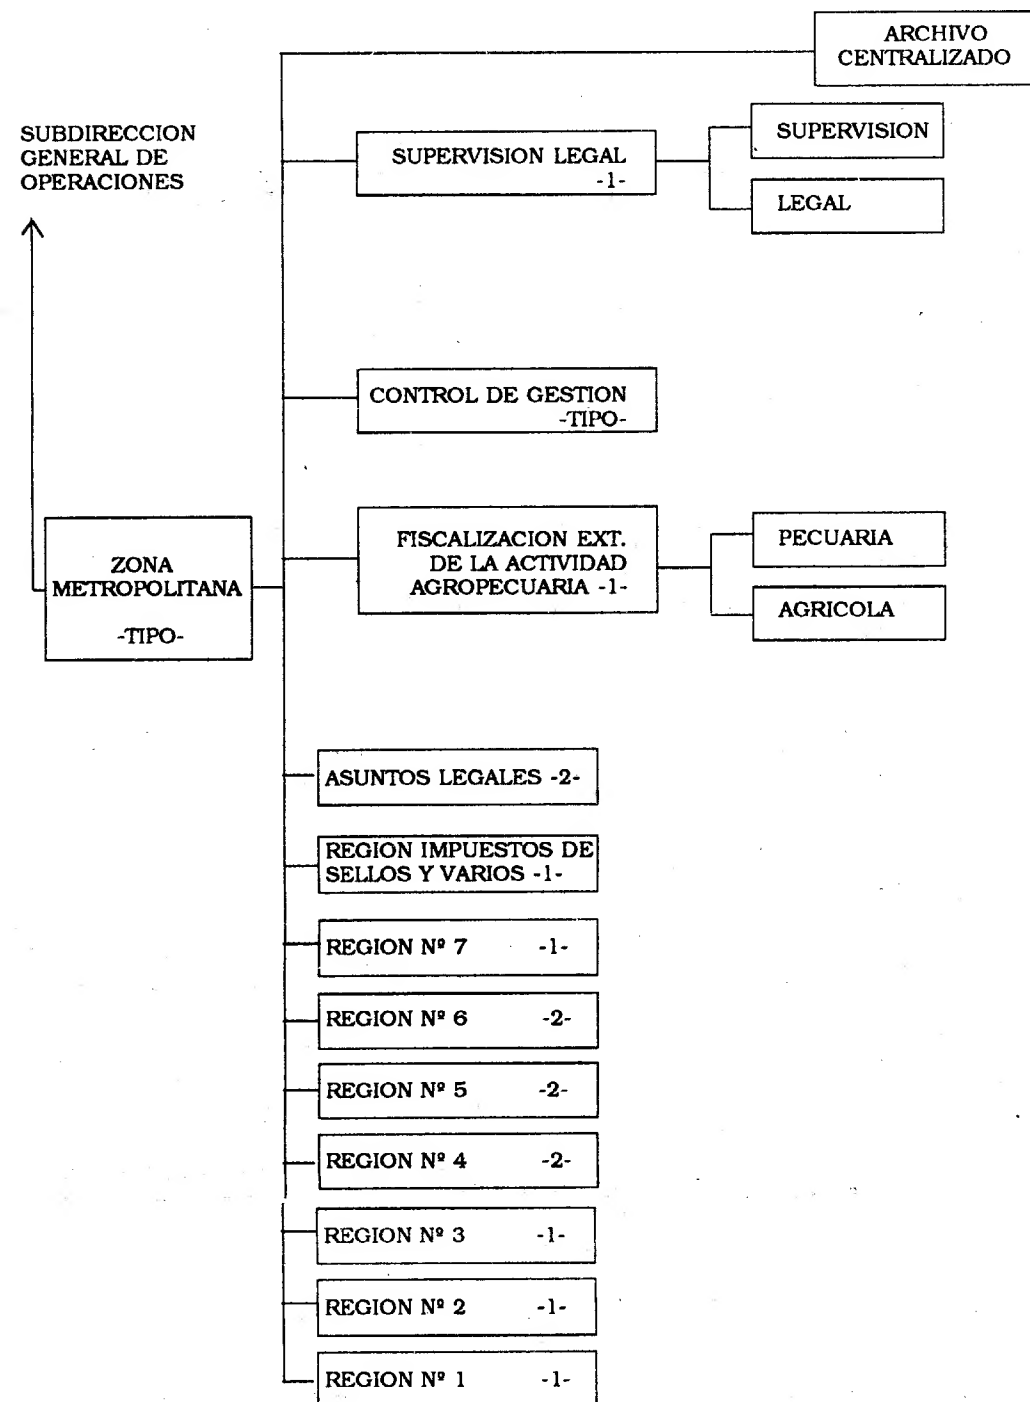 ARCHIVO
CENTRALIZADO
SUBDIRECCION
GENERAL DE
OPERACIONES
SUPERVISION LEGAL
-1-
SUPERVISION
LEGAL
CONTROL DE GESTION
-TIPO-
ZONA
METROPOLITANA
-TIPO-
FISCALIZACION EXT.
DE LA ACTIVIDAD
AGROPECUARIA -1-
PECUARIA
AGRICOLA
ASUNTOS LEGALES -2-
REGION IMPUESTOS DE
SELLOS Y VARIOS -1-
REGION Nº 7 -1-
REGION Nº 6 -2-
REGION Nº 5 -2-
REGION Nº 4 -2-
REGION Nº 3 -1-
REGION Nº 2 -1-
REGION Nº 1 -1-